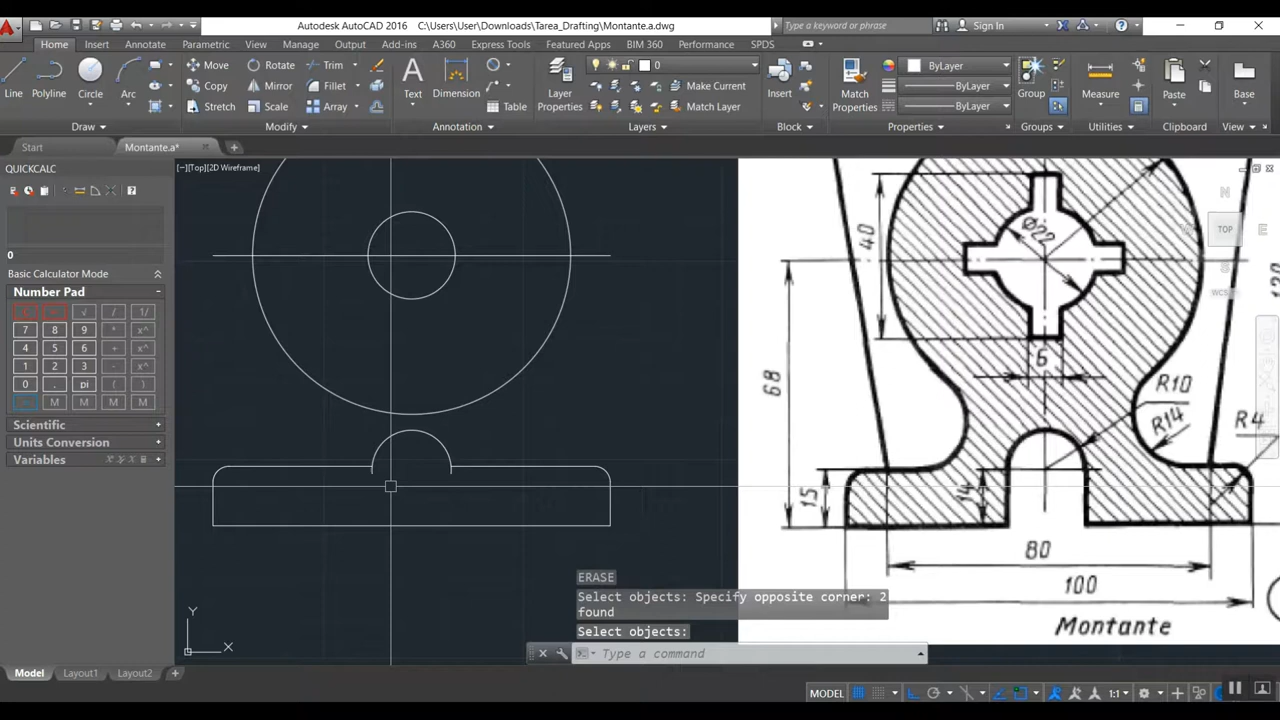 Autodesk AutoCAD 2016 C:\Users\User\Downloads\Tarea_Drafting\Montante.a.dwg
Type a keyword or phrase
Sign In
Home Insert Annotate Parametric View Manage Output Add-ins A360 Express Tools Featured Apps BIM 360 Performance SPDS
Line Polyline Circle Arc
Move Rotate Trim
Copy Mirror Fillet
Stretch Scale Array
Text Dimension Table
Layer Properties
0
Make Current
Match Layer
Insert
Match Properties
ByLayer
ByLayer
ByLayer
Group Measure Paste Base
Draw Modify Annotation Layers Block Properties Groups Utilities Clipboard View
Start Montante.a*
QUICKCALC
[−][Top][2D Wireframe]
0
Basic Calculator Mode
Number Pad
7 8 9 * x^
4 5 6 + x^
1 2 3 - x^
0 . pi ( )
M M M
Scientific
Units Conversion
Variables
N
TOP
E
S
WCS
40
Ø22
6
68
R10
R14
R4
15
14
80
100
120
Montante
ERASE
Select objects: Specify opposite corner: 2
found
Select objects:
Type a command
Y
X
Model Layout1 Layout2 +
MODEL 1:1